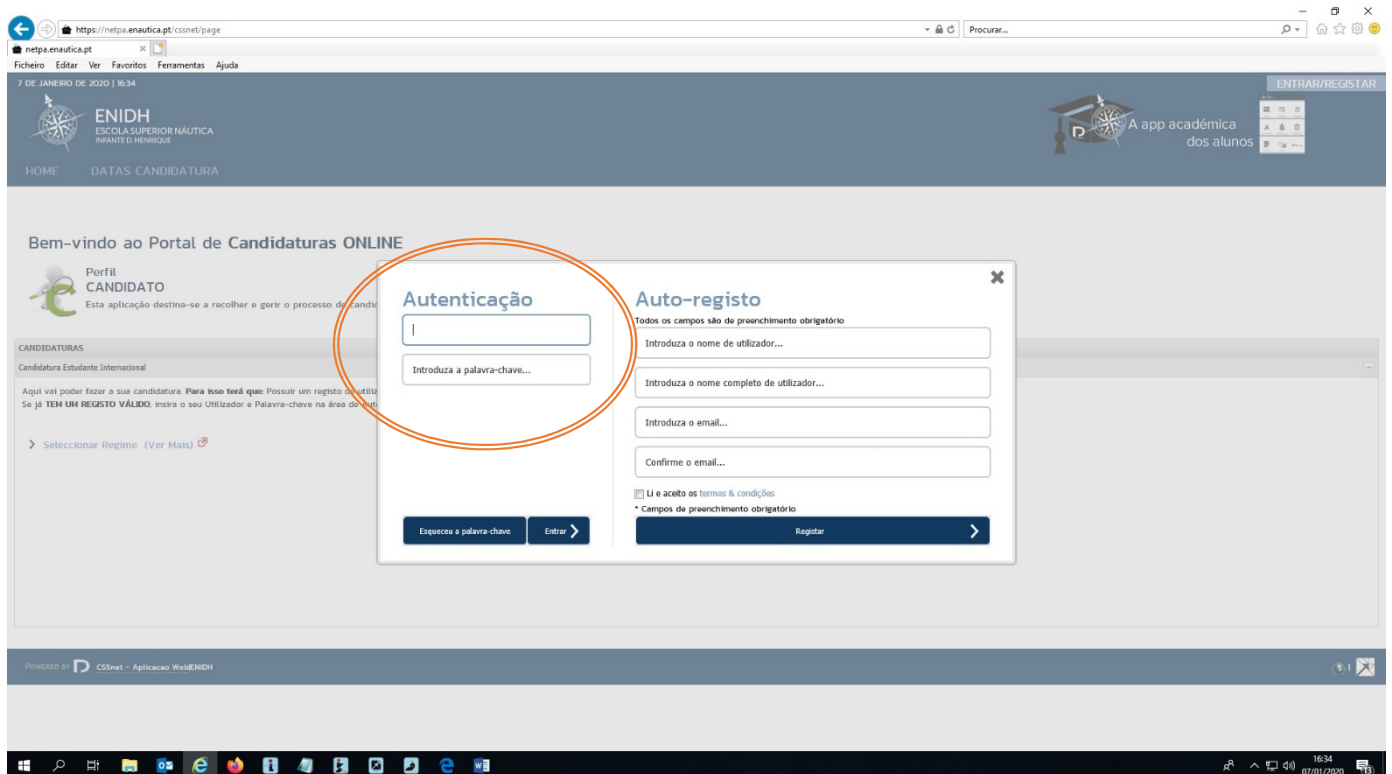 https://netpa.enautica.pt/cssnet/page
Procurar...
netpa.enautica.pt
Ficheiro Editar Ver Favoritos Ferramentas Ajuda
7 DE JANEIRO DE 2020 | 16:34
ENTRAR/REGISTAR
ENIDH
ESCOLA SUPERIOR NÁUTICA
INFANTE D. HENRIQUE
A app académica
dos alunos
HOME DATAS CANDIDATURA
Bem-vindo ao Portal de Candidaturas ONLINE
Perfil
CANDIDATO
Esta aplicação destina-se a recolher e gerir o processo de candid
CANDIDATURAS
Candidatura Estudante Internacional
Aqui vai poder fazer a sua candidatura. Para isso terá que: Possuir um registo de utiliz
Se já TEM UM REGISTO VÁLIDO, insira o seu Utilizador e Palavra-chave na área de Aut
Seleccionar Regime (Ver Mais)
Autenticação
Introduza a palavra-chave...
Esqueceu a palavra-chave
Entrar
Auto-registo
Todos os campos são de preenchimento obrigatório
Introduza o nome de utilizador...
Introduza o nome completo de utilizador...
Introduza o email...
Confirme o email...
Li e aceito os termos & condições
* Campos de preenchimento obrigatório
Registar
POWERED BY CSSnet - Aplicacao Web|ENIDH
16:34
07/01/2020